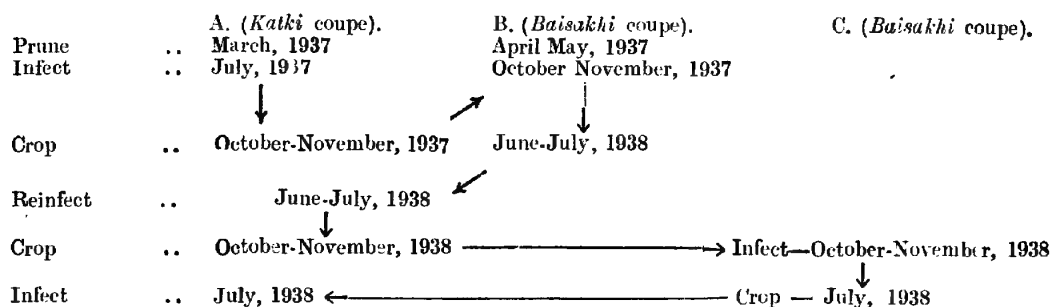 A. (Katki coupe). B. (Baisakhi coupe). C. (Baisakhi coupe).
Prune .. March, 1937 April May, 1937
Infect .. July, 1937 October November, 1937
Crop .. October-November, 1937 June-July, 1938
Reinfect .. June-July, 1938
Crop .. October-November, 1938 Infect—October-November, 1938
Infect .. July, 1938 Crop — July, 1938